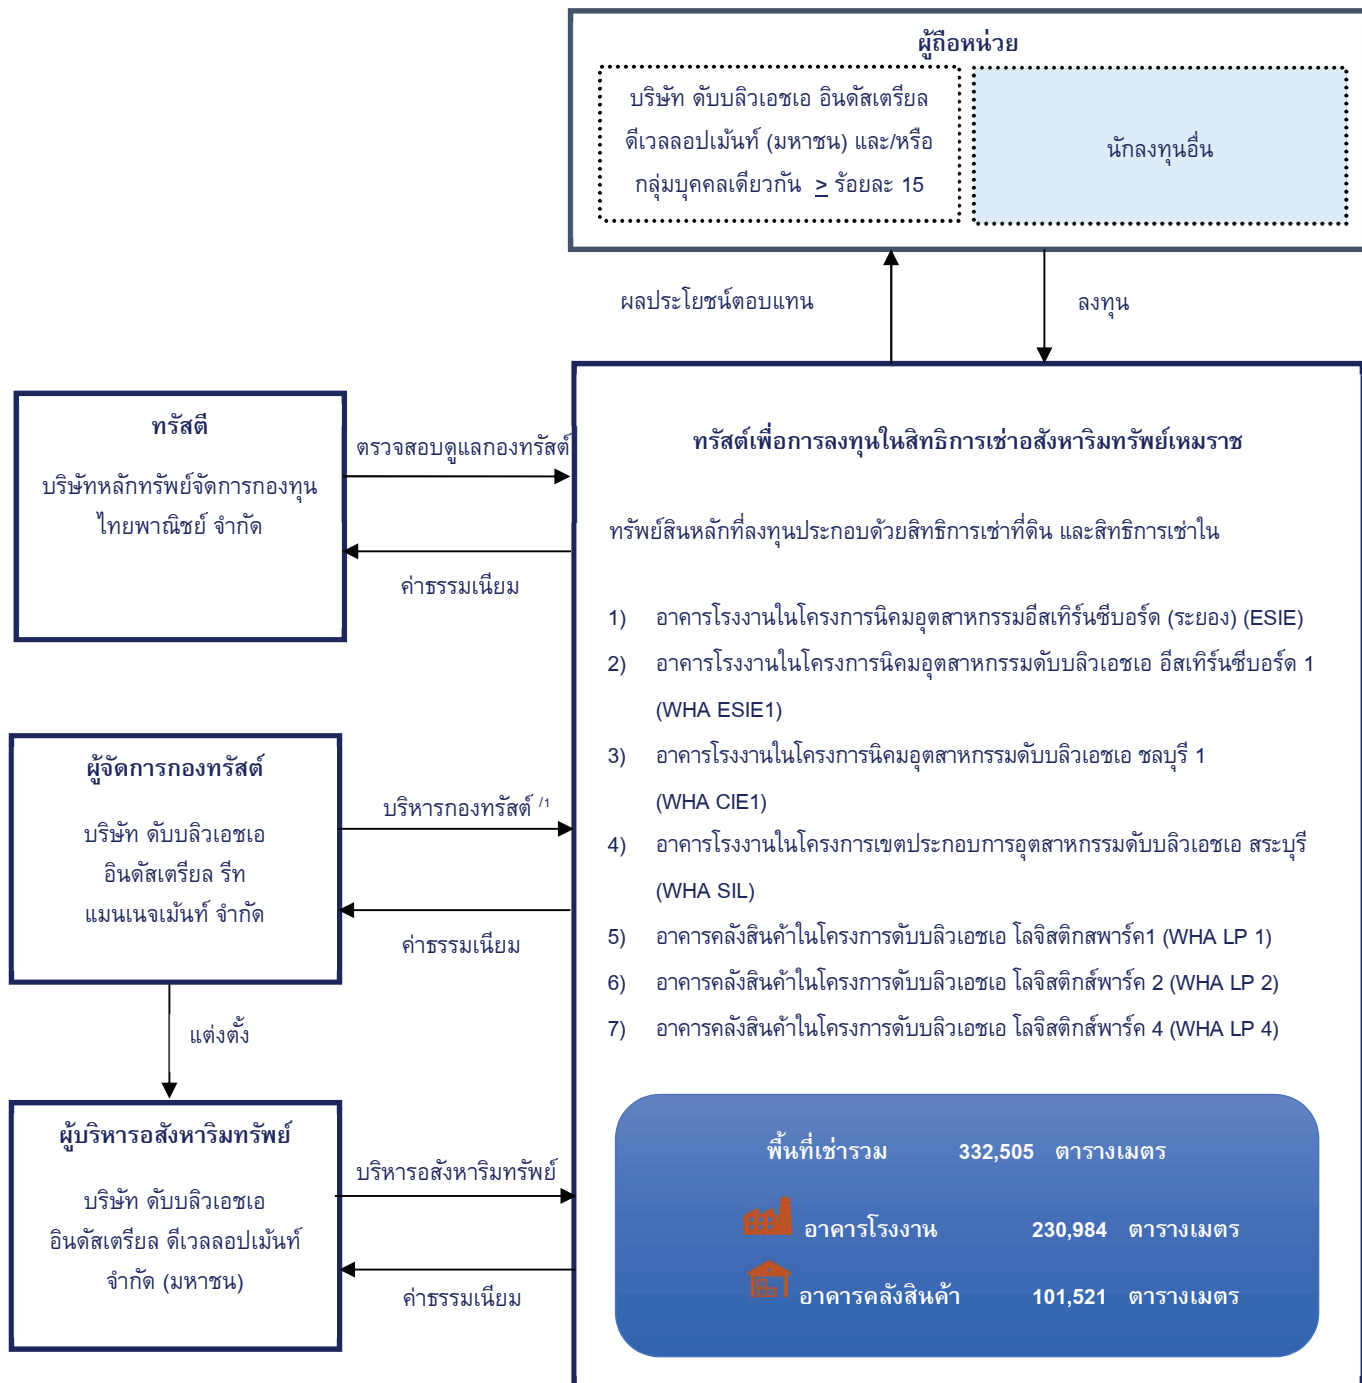 ผู้ถือหน่วย
บริษัท ดับบลิวเอชเอ อินดัสเตรียล
ดีเวลลอปเม้นท์ (มหาชน) และ/หรือ
กลุ่มบุคคลเดียวกัน ≥ ร้อยละ 15
นักลงทุนอื่น
ผลประโยชน์ตอบแทน
ลงทุน
ทรัสตี
บริษัทหลักทรัพย์จัดการกองทุน
ไทยพาณิชย์ จำกัด
ตรวจสอบดูแลกองทรัสต์
ค่าธรรมเนียม
ผู้จัดการกองทรัสต์
บริษัท ดับบลิวเอชเอ
อินดัสเตรียล รีท
แมนเนจเม้นท์ จำกัด
บริหารกองทรัสต์ /1
ค่าธรรมเนียม
แต่งตั้ง
ผู้บริหารอสังหาริมทรัพย์
บริษัท ดับบลิวเอชเอ
อินดัสเตรียล ดีเวลลอปเม้นท์
จำกัด (มหาชน)
บริหารอสังหาริมทรัพย์
ค่าธรรมเนียม
ทรัสต์เพื่อการลงทุนในสิทธิการเช่าอสังหาริมทรัพย์เหมราช
ทรัพย์สินหลักที่ลงทุนประกอบด้วยสิทธิการเช่าที่ดิน และสิทธิการเช่าใน
1) อาคารโรงงานในโครงการนิคมอุตสาหกรรมอีสเทิร์นซีบอร์ด (ระยอง) (ESIE)
2) อาคารโรงงานในโครงการนิคมอุตสาหกรรมดับบลิวเอชเอ อีสเทิร์นซีบอร์ด 1
(WHA ESIE1)
3) อาคารโรงงานในโครงการนิคมอุตสาหกรรมดับบลิวเอชเอ ชลบุรี 1
(WHA CIE1)
4) อาคารโรงงานในโครงการเขตประกอบการอุตสาหกรรมดับบลิวเอชเอ สระบุรี
(WHA SIL)
5) อาคารคลังสินค้าในโครงการดับบลิวเอชเอ โลจิสติกสพาร์ค1 (WHA LP 1)
6) อาคารคลังสินค้าในโครงการดับบลิวเอชเอ โลจิสติกส์พาร์ค 2 (WHA LP 2)
7) อาคารคลังสินค้าในโครงการดับบลิวเอชเอ โลจิสติกส์พาร์ค 4 (WHA LP 4)
พื้นที่เช่ารวม 332,505 ตารางเมตร
อาคารโรงงาน 230,984 ตารางเมตร
อาคารคลังสินค้า 101,521 ตารางเมตร